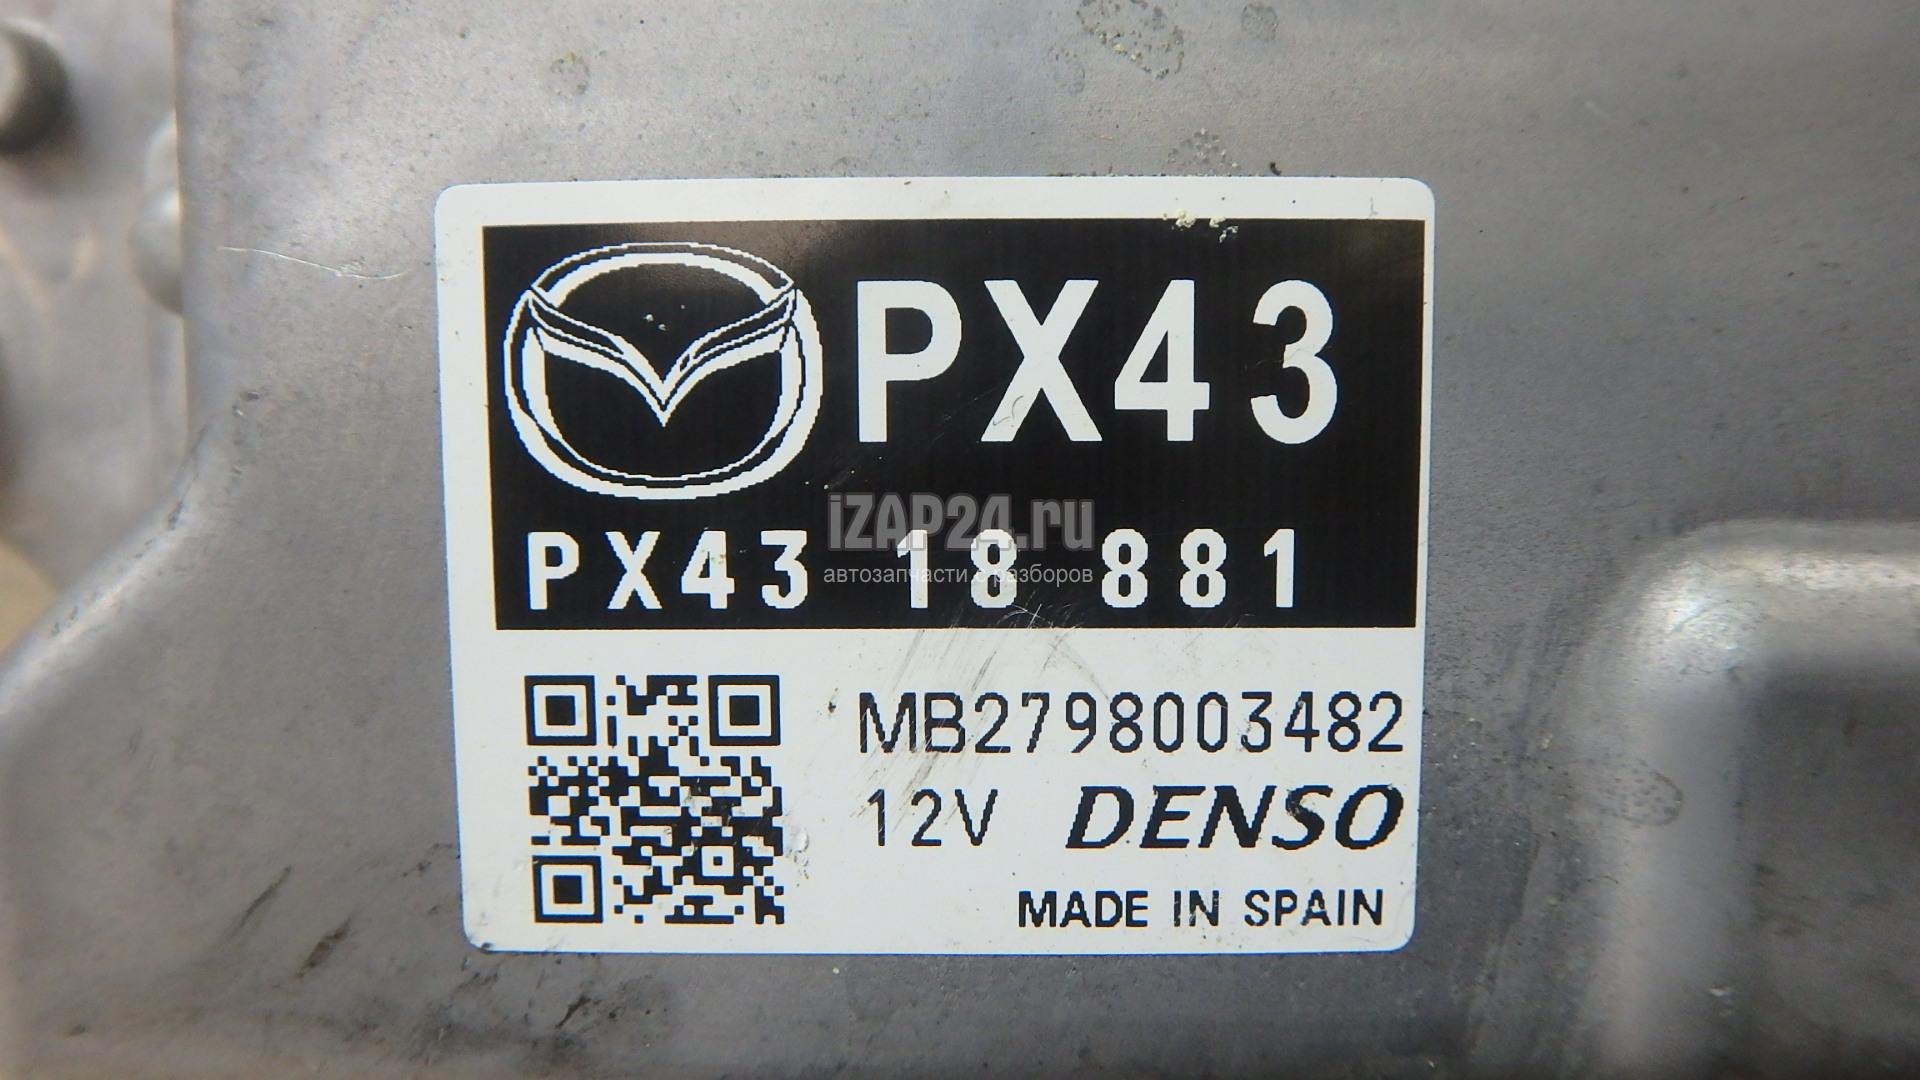 PX43
iZAP24.ru
PX43 18 881
автозапчасти с разборов
MB2798003482
12V DENSO
MADE IN SPAIN